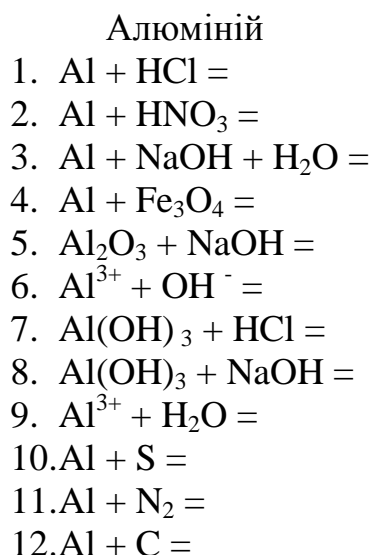 Алюміній
1. Al + HCl =
2. Al + HNO₃ =
3. Al + NaOH + H₂O =
4. Al + Fe₃O₄ =
5. Al₂O₃ + NaOH =
6. Al³⁺ + OH ⁻ =
7. Al(OH) ₃ + HCl =
8. Al(OH)₃ + NaOH =
9. Al³⁺ + H₂O =
10.Al + S =
11.Al + N₂ =
12.Al + C =